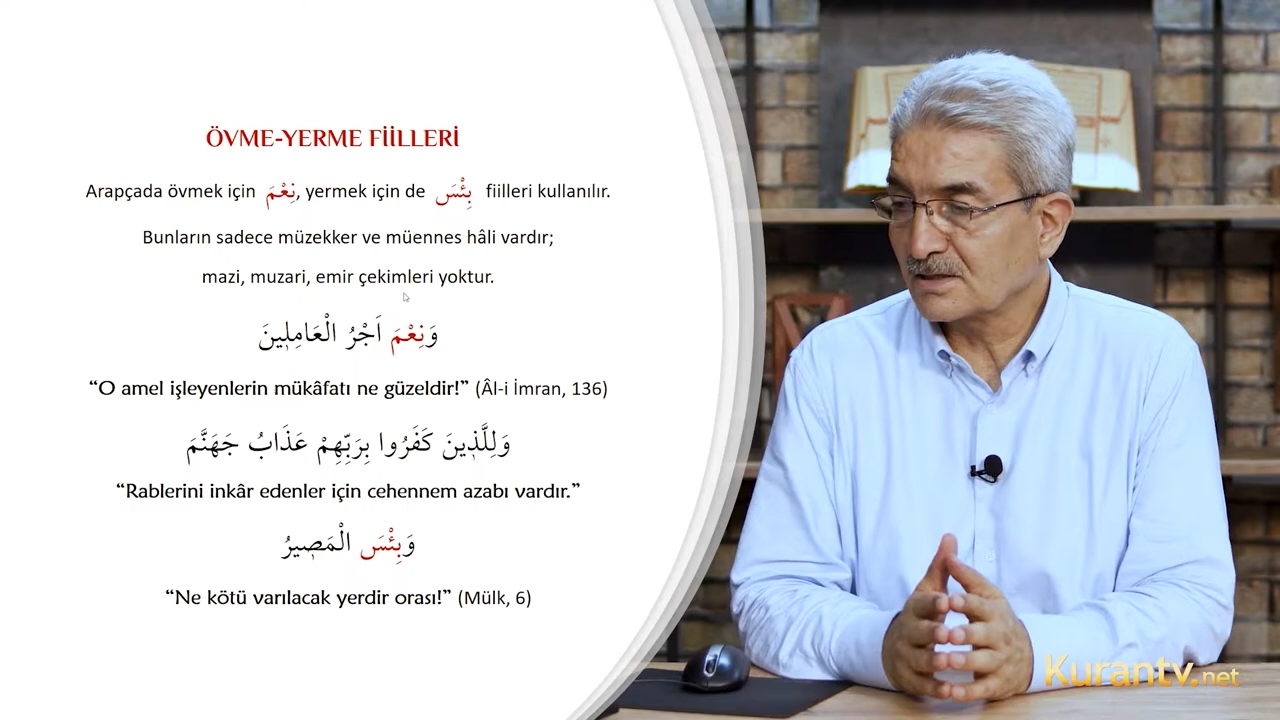 ÖVME-YERME FİİLLERİ
Arapçada övmek için نِعْمَ, yermek için de بِئْسَ fiilleri kullanılır.
Bunların sadece müzekker ve müennes hâli vardır;
mazi, muzari, emir çekimleri yoktur.
وَنِعْمَ اَجْرُ الْعَامِلٖينَ
“O amel işleyenlerin mükâfatı ne güzeldir!” (Âl-i İmran, 136)
وَلِلَّذٖينَ كَفَرُوا بِرَبِّهِمْ عَذَابُ جَهَنَّمَ
“Rablerini inkâr edenler için cehennem azabı vardır.”
وَبِئْسَ الْمَصٖيرُ
“Ne kötü varılacak yerdir orası!” (Mülk, 6)
Kurantv.net